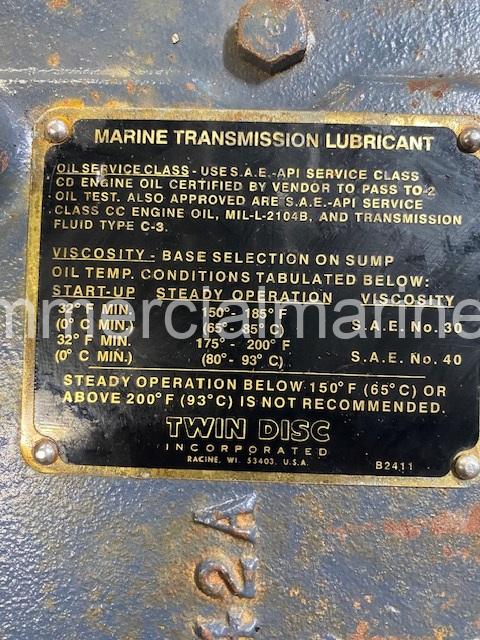 MARINE TRANSMISSION LUBRICANT
OIL SERVICE CLASS - USE S.A.E.-API SERVICE CLASS
CD ENGINE OIL CERTIFIED BY VENDOR TO PASS TO-2
OIL TEST. ALSO APPROVED ARE S.A.E.-API SERVICE
CLASS CC ENGINE OIL, MIL-L-2104B, AND TRANSMISSION
FLUID TYPE C-3.
VISCOSITY - BASE SELECTION ON SUMP
OIL TEMP. CONDITIONS TABULATED BELOW:
START-UP STEADY OPERATION VISCOSITY
32° F MIN. 150° - 185° F
(0° C MIN.) (65° - 85° C) S.A.E. No. 30
32° F MIN. 175° - 200° F
(0° C MIN.) (80° - 93° C) S.A.E. No. 40
STEADY OPERATION BELOW 150° F (65° C) OR
ABOVE 200° F (93° C) IS NOT RECOMMENDED.
TWIN DISC
INCORPORATED
RACINE, WI. 53403, U.S.A.
B2411
mmercialmarine
commercialmarine
commercialmarine
42A